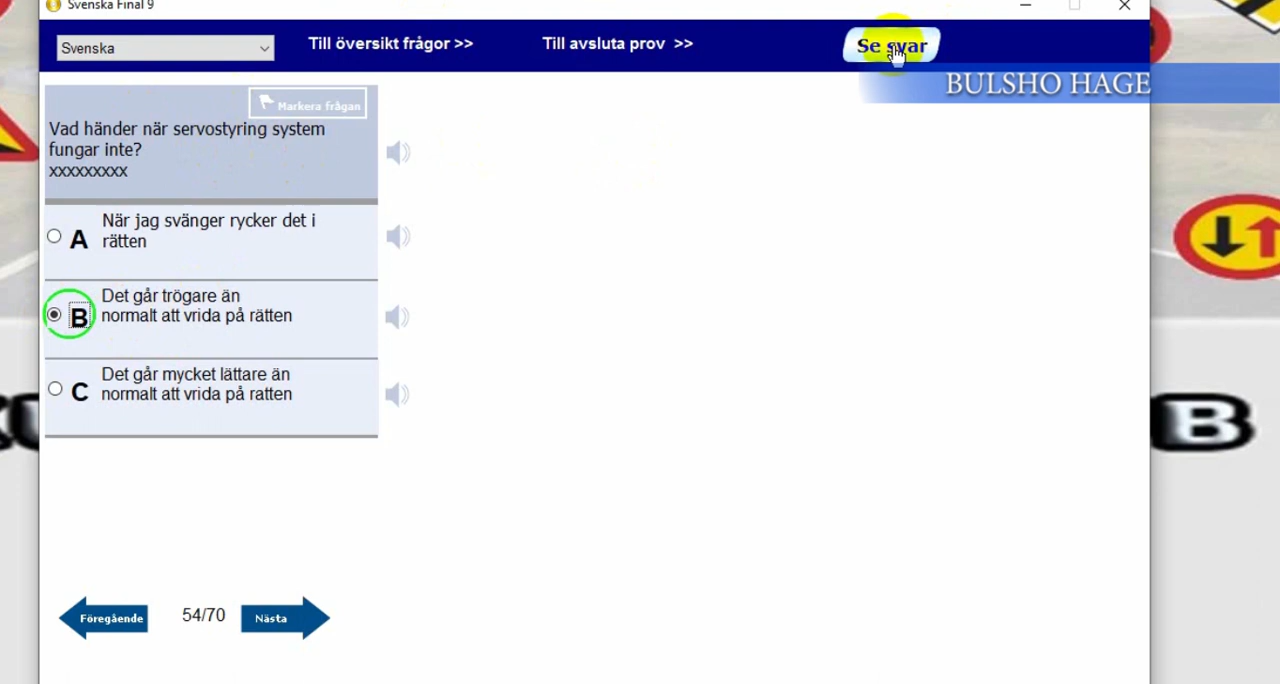 Svenska Final 9
Svenska
Till översikt frågor >>
Till avsluta prov >>
Se svar
BULSHO HAGE
Markera frågan
Vad händer när servostyring system
fungar inte?
xxxxxxxxx
A
När jag svänger rycker det i
rätten
B
Det går trögare än
normalt att vrida på rätten
C
Det går mycket lättare än
normalt att vrida på ratten
B
Föregående
54/70
Nästa